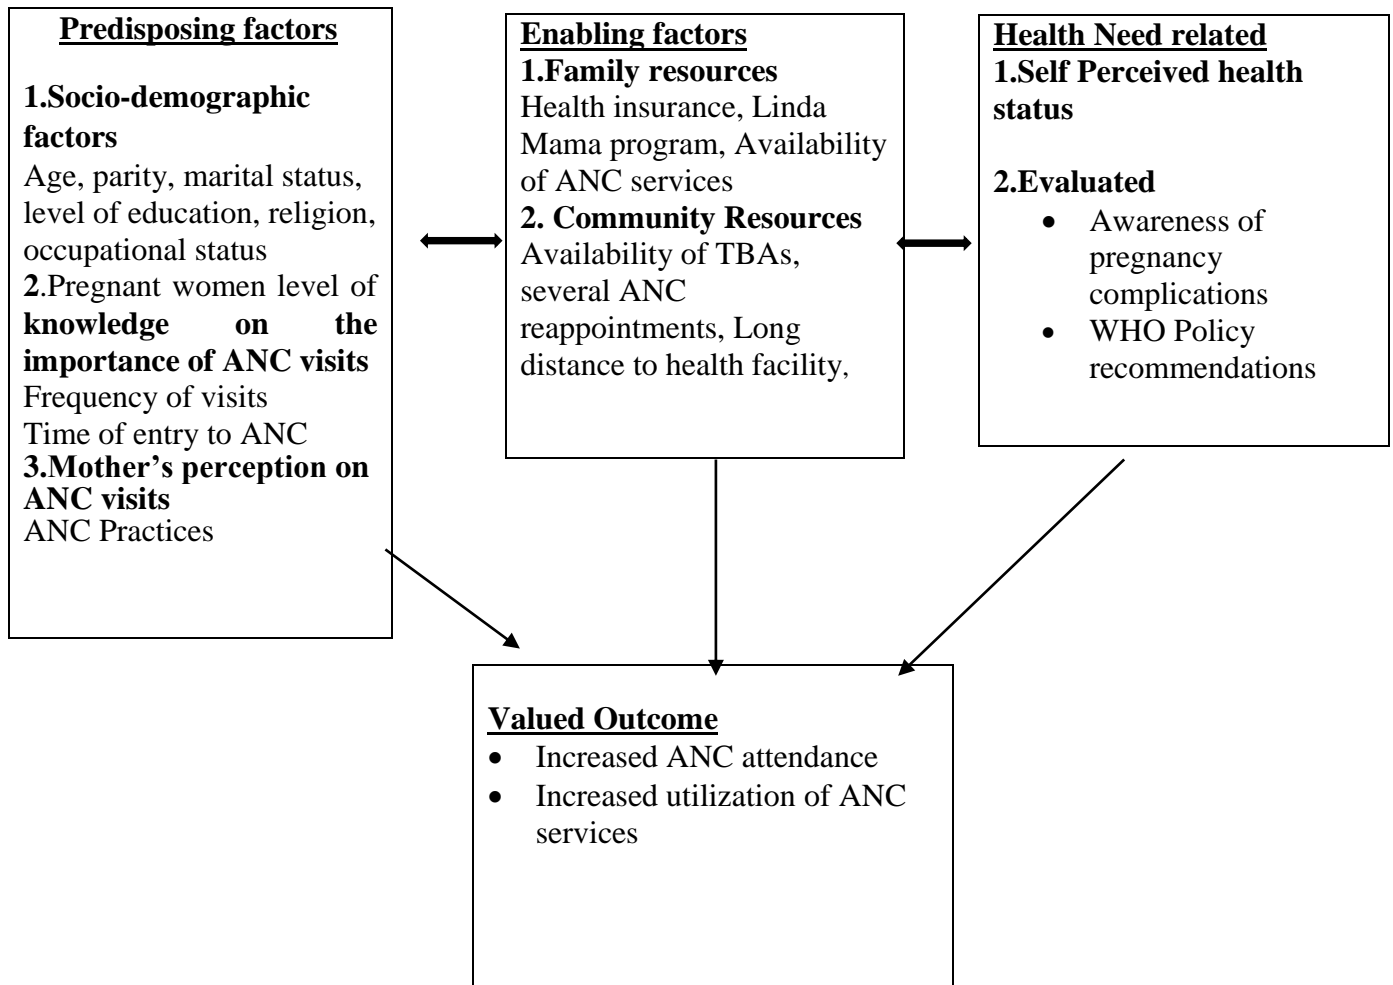 Predisposing factors
1.Socio-demographic
factors
Age, parity, marital status,
level of education, religion,
occupational status
2.Pregnant women level of
knowledge on the
importance of ANC visits
Frequency of visits
Time of entry to ANC
3.Mother’s perception on
ANC visits
ANC Practices
Enabling factors
1.Family resources
Health insurance, Linda
Mama program, Availability
of ANC services
2. Community Resources
Availability of TBAs,
several ANC
reappointments, Long
distance to health facility,
Health Need related
1.Self Perceived health
status
2.Evaluated
• Awareness of
pregnancy
complications
• WHO Policy
recommendations
Valued Outcome
• Increased ANC attendance
• Increased utilization of ANC
services